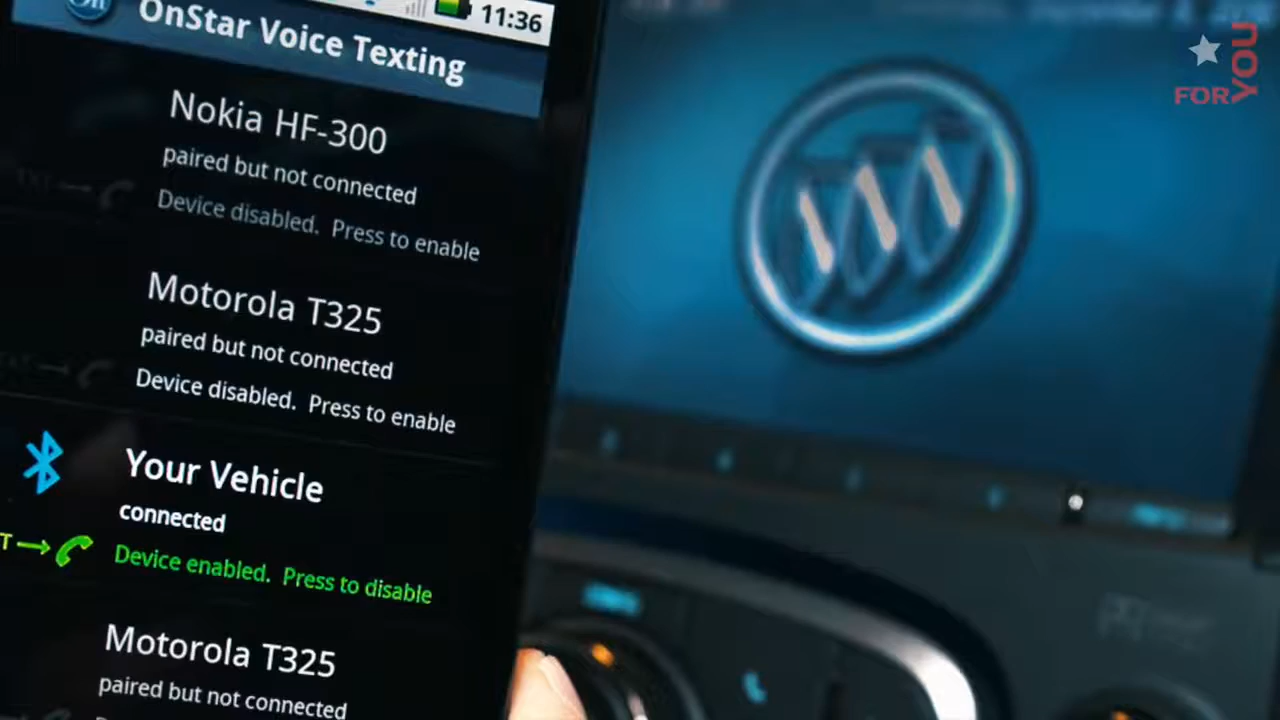 11:36
OnStar Voice Texting
Nokia HF-300
paired but not connected
Device disabled. Press to enable
Motorola T325
paired but not connected
Device disabled. Press to enable
Your Vehicle
connected
T→
Device enabled. Press to disable
Motorola T325
paired but not connected
FOR YOU